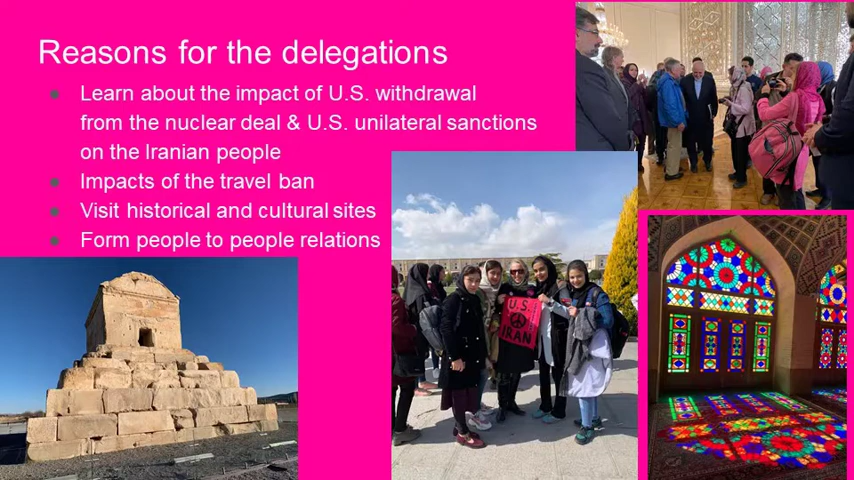 Reasons for the delegations
Learn about the impact of U.S. withdrawal
from the nuclear deal & U.S. unilateral sanctions
on the Iranian people
Impacts of the travel ban
Visit historical and cultural sites
Form people to people relations
U.S.
IRAN